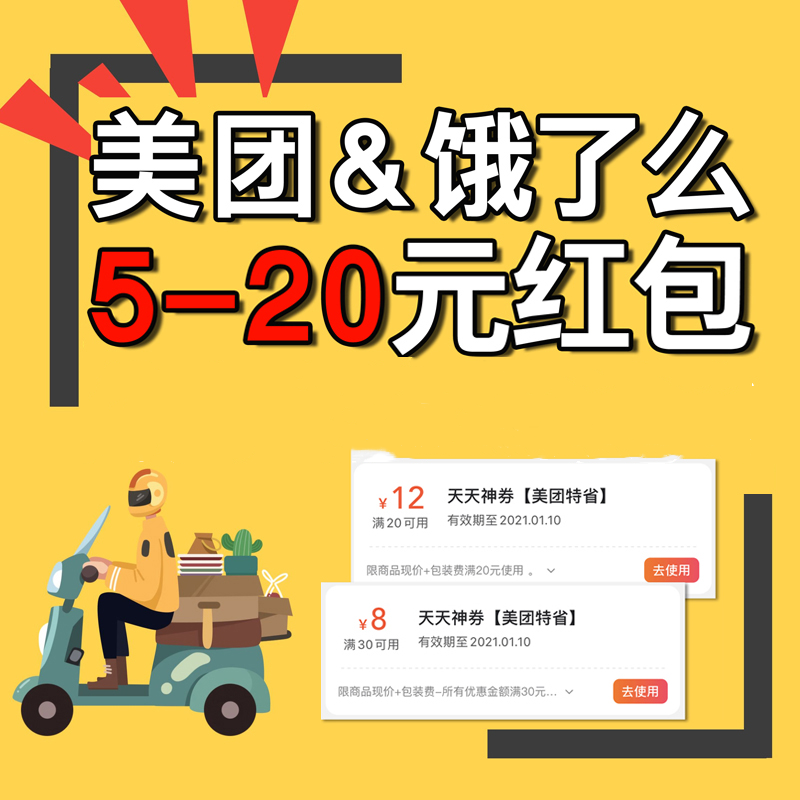 美团&饿了么
5-20元红包
¥12
天天神券【美团特省】
满20可用
有效期至2021.01.10
限商品现价+包装费满20元使用 。
去使用
¥8
天天神券【美团特省】
满30可用
有效期至2021.01.10
限商品现价+包装费-所有优惠金额满30元...
去使用